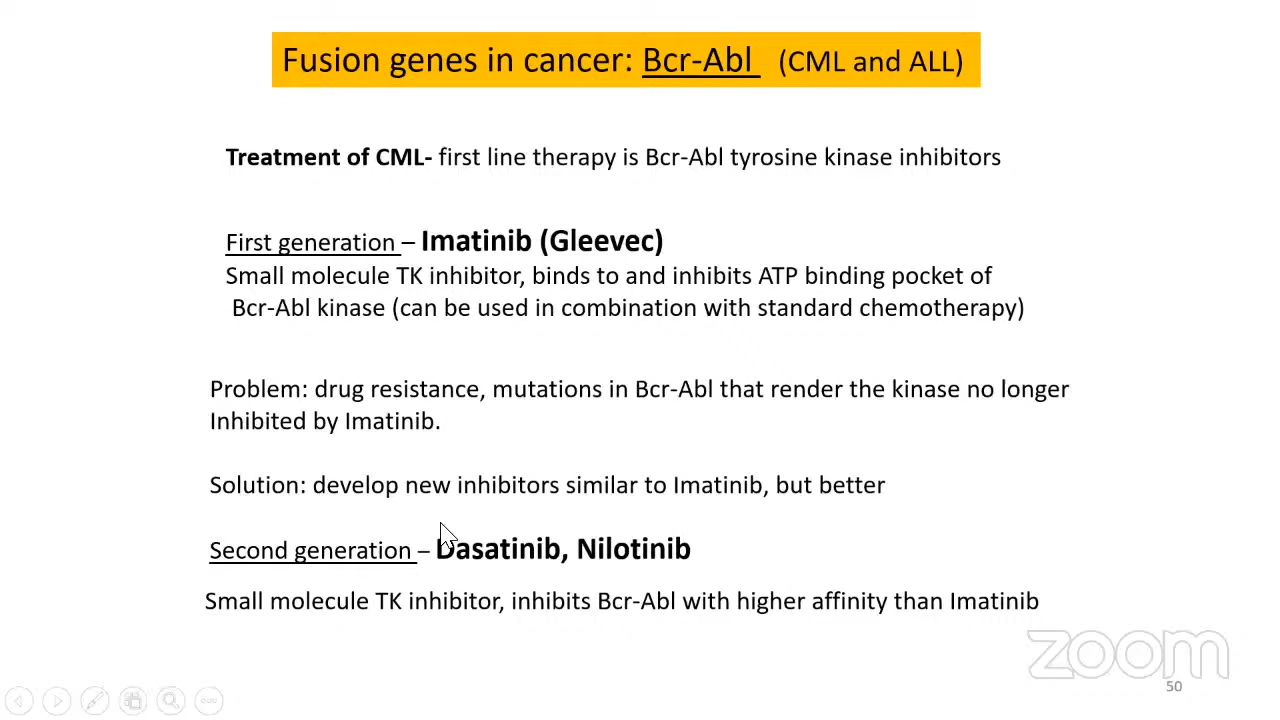 Fusion genes in cancer: Bcr-Abl (CML and ALL)
Treatment of CML- first line therapy is Bcr-Abl tyrosine kinase inhibitors
First generation – Imatinib (Gleevec)
Small molecule TK inhibitor, binds to and inhibits ATP binding pocket of
Bcr-Abl kinase (can be used in combination with standard chemotherapy)
Problem: drug resistance, mutations in Bcr-Abl that render the kinase no longer
Inhibited by Imatinib.
Solution: develop new inhibitors similar to Imatinib, but better
Second generation – Dasatinib, Nilotinib
Small molecule TK inhibitor, inhibits Bcr-Abl with higher affinity than Imatinib
zoom
50